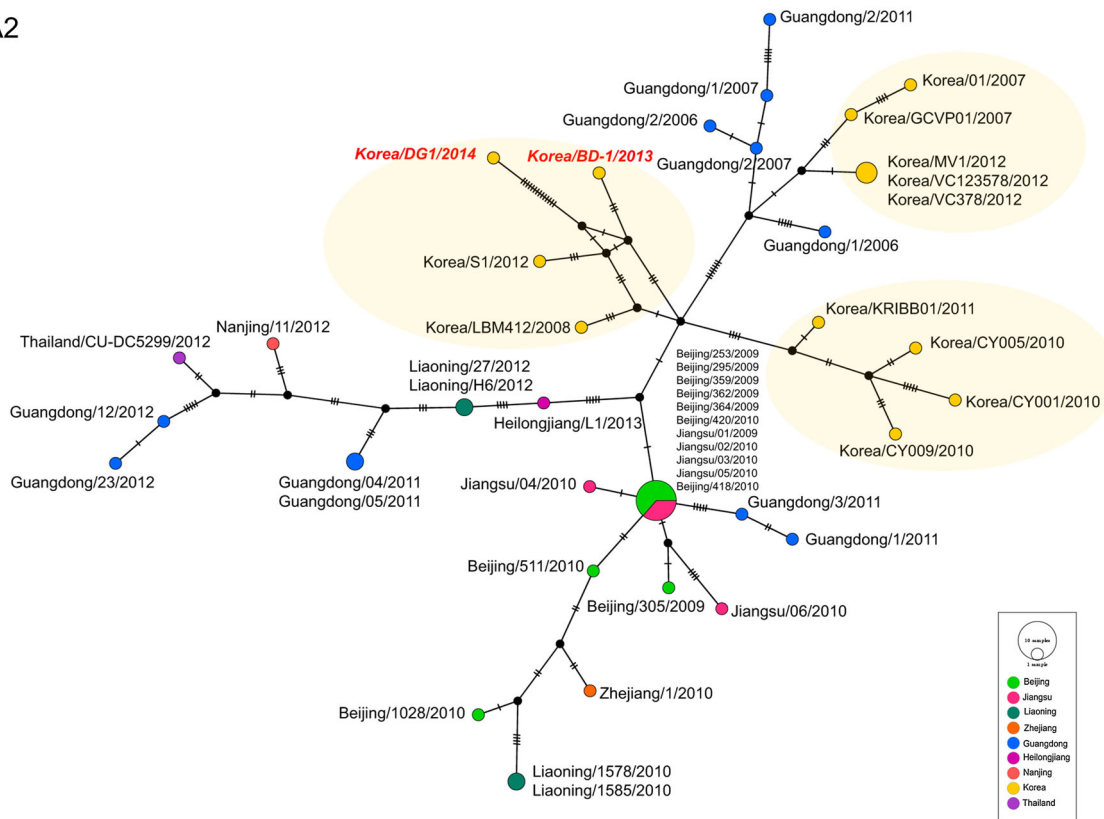 A2
Guangdong/2/2011
Korea/01/2007
Guangdong/1/2007
Korea/GCVP01/2007
Guangdong/2/2006
Korea/DG1/2014
Korea/BD-1/2013
Guangdong/2/2007
Korea/MV1/2012
Korea/VC123578/2012
Korea/VC378/2012
Guangdong/1/2006
Korea/S1/2012
Korea/LBM412/2008
Korea/KRIBB01/2011
Korea/CY005/2010
Korea/CY001/2010
Korea/CY009/2010
Nanjing/11/2012
Thailand/CU-DC5299/2012
Liaoning/27/2012
Liaoning/H6/2012
Heilongjiang/L1/2013
Guangdong/12/2012
Guangdong/23/2012
Guangdong/04/2011
Guangdong/05/2011
Beijing/253/2009
Beijing/295/2009
Beijing/359/2009
Beijing/362/2009
Beijing/364/2009
Beijing/420/2010
Jiangsu/01/2009
Jiangsu/02/2010
Jiangsu/03/2010
Jiangsu/05/2010
Beijing/418/2010
Jiangsu/04/2010
Guangdong/3/2011
Guangdong/1/2011
Beijing/511/2010
Beijing/305/2009
Jiangsu/06/2010
Zhejiang/1/2010
Beijing/1028/2010
Liaoning/1578/2010
Liaoning/1585/2010
10 samples
1 sample
Beijing
Jiangsu
Liaoning
Zhejiang
Guangdong
Heilongjiang
Nanjing
Korea
Thailand